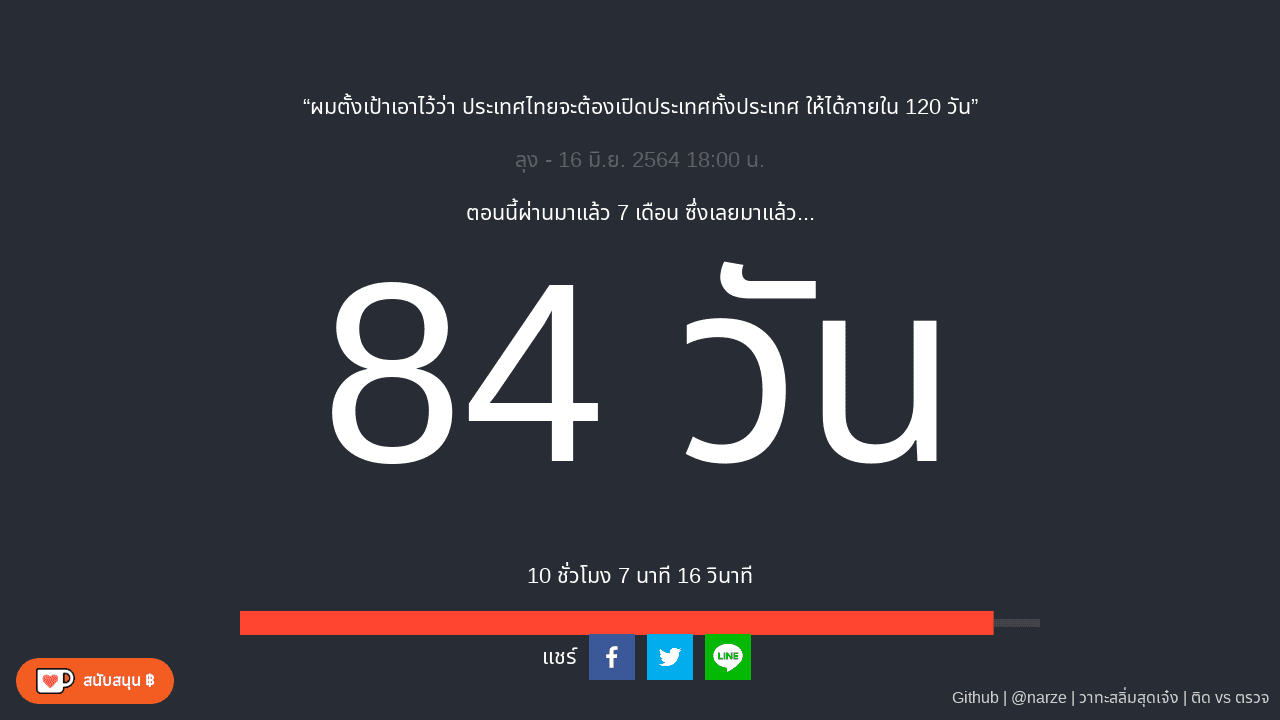 “ผมตั้งเป้าเอาไว้ว่า ประเทศไทยจะต้องเปิดประเทศทั้งประเทศ ให้ได้ภายใน 120 วัน”
ลุง - 16 มิ.ย. 2564 18:00 น.
ตอนนี้ผ่านมาแล้ว 7 เดือน ซึ่งเลยมาแล้ว...
84 วัน
10 ชั่วโมง 7 นาที 16 วินาที
แชร์
LINE
สนับสนุน ฿
Github | @narze | วาทะสลิ่มสุดเจ๋ง | ติด vs ตรวจ